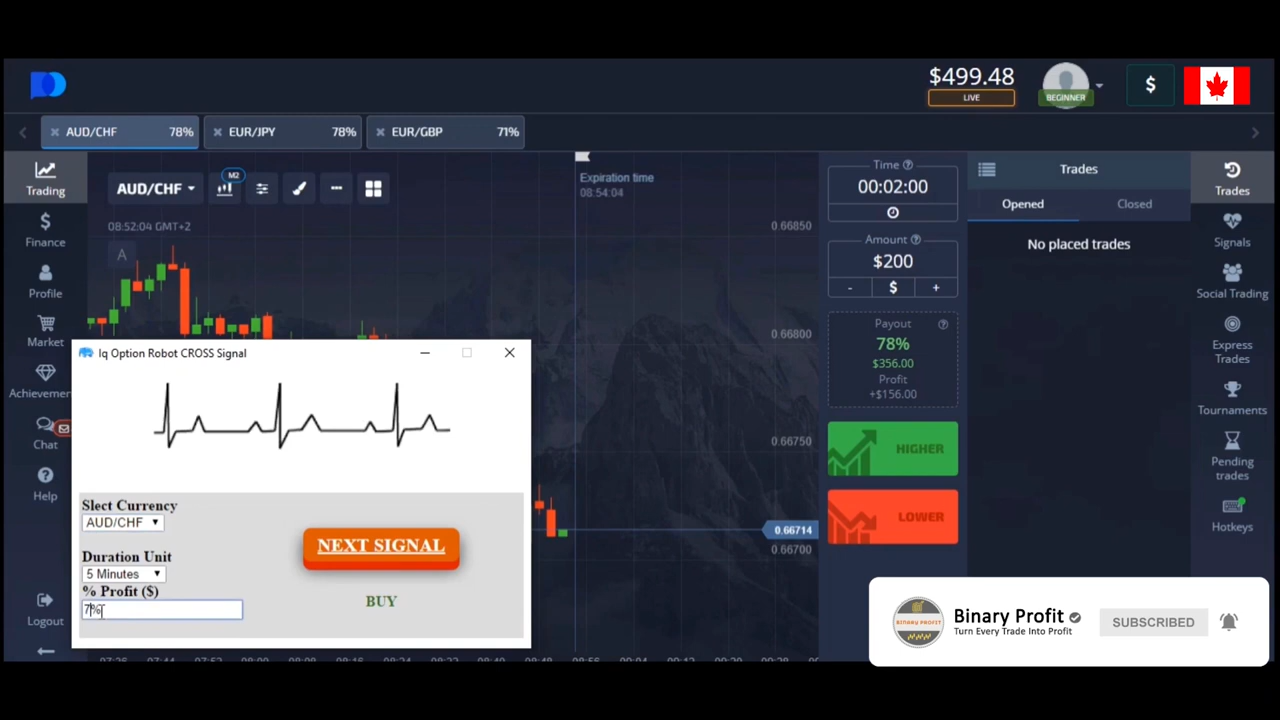 $499.48
LIVE
BEGINNER
$
AUD/CHF 78%
EUR/JPY 78%
EUR/GBP 71%
Trading
Finance
Profile
Market
Achievemen
Chat
Help
Logout
AUD/CHF
M2
08:52:04 GMT+2
A
Expiration time
08:54:04
0.66850
0.66800
0.66750
0.66714
0.66700
Time
00:02:00
Amount
$200
- $ +
Payout
78%
$356.00
Profit
+$156.00
HIGHER
LOWER
Trades
Opened Closed
No placed trades
Trades
Signals
Social Trading
Express
Trades
Tournaments
Pending
trades
Hotkeys
Iq Option Robot CROSS Signal
Slect Currency
AUD/CHF
Duration Unit
5 Minutes
% Profit ($)
7%
NEXT SIGNAL
BUY
Binary Profit
Turn Every Trade Into Profit
SUBSCRIBED
BINARY PROFIT